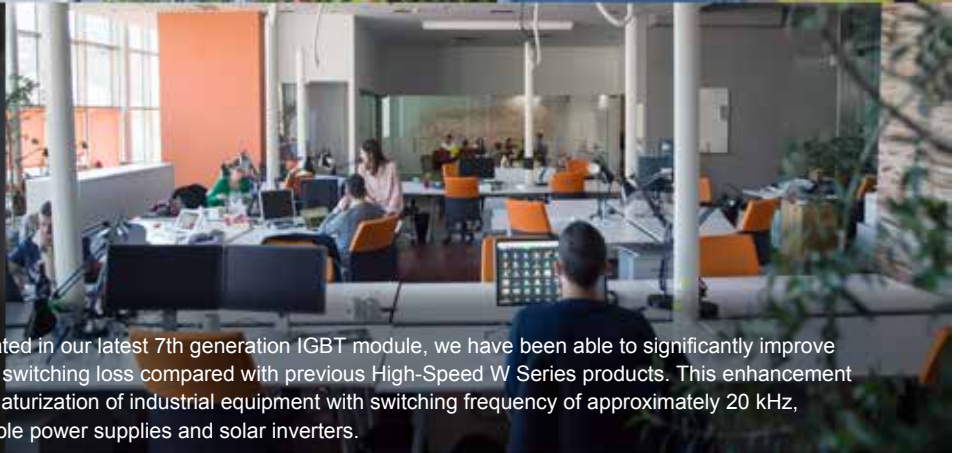 ted in our latest 7th generation IGBT module, we have been able to significantly improve
switching loss compared with previous High-Speed W Series products. This enhancement
aturization of industrial equipment with switching frequency of approximately 20 kHz,
ble power supplies and solar inverters.